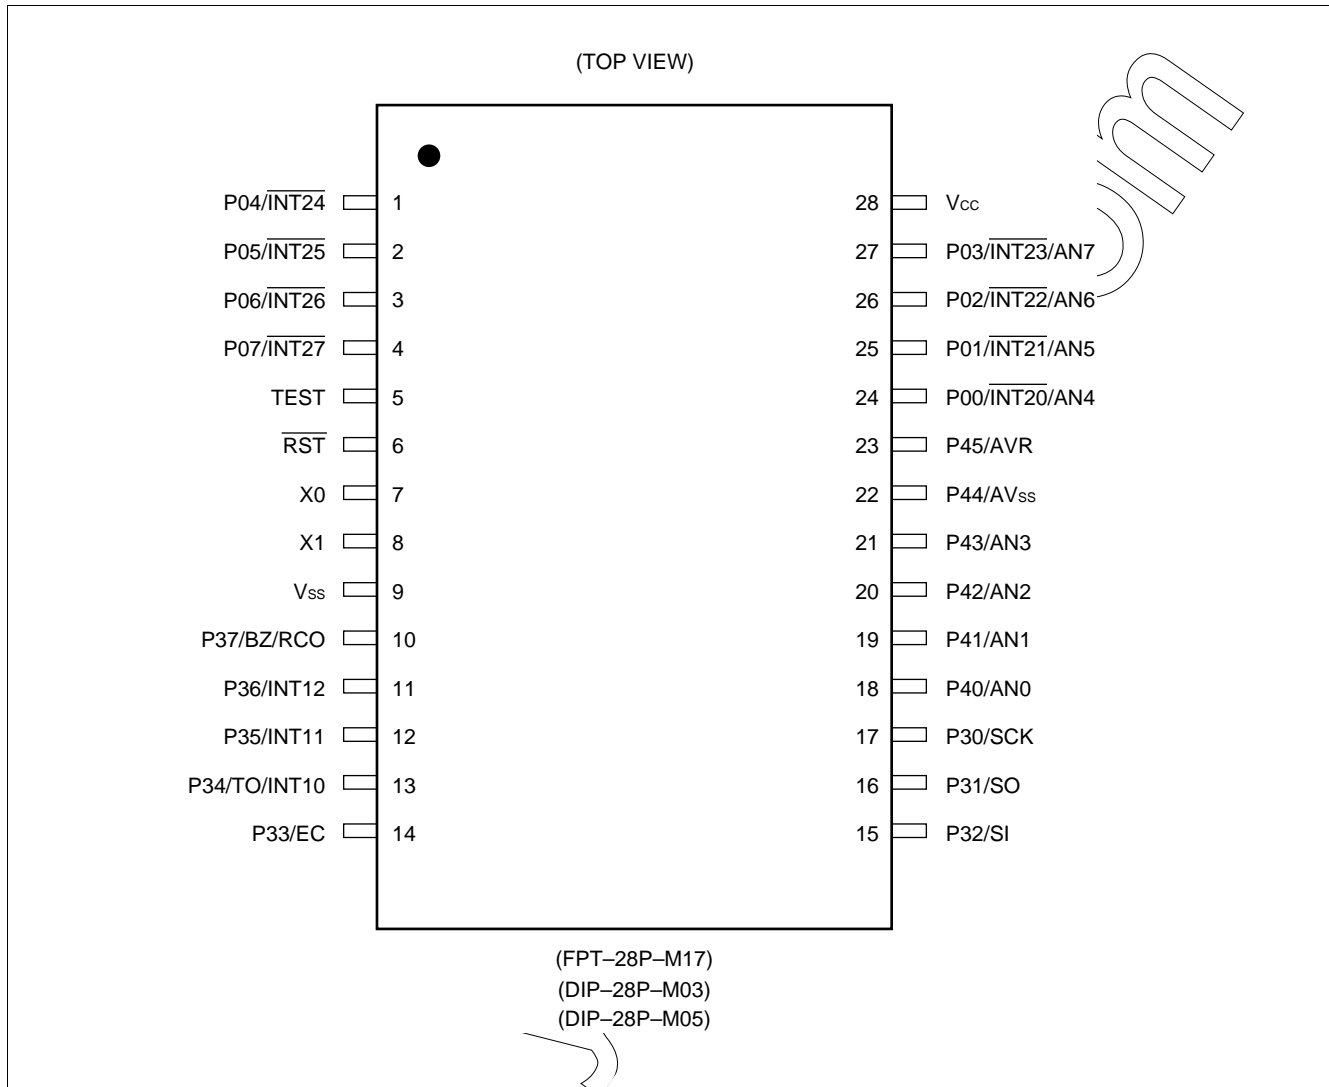 (TOP VIEW)
P04/INT24 1 28 Vcc
P05/INT25 2 27 P03/INT23/AN7
P06/INT26 3 26 P02/INT22/AN6
P07/INT27 4 25 P01/INT21/AN5
TEST 5 24 P00/INT20/AN4
RST 6 23 P45/AVR
X0 7 22 P44/AVss
X1 8 21 P43/AN3
Vss 9 20 P42/AN2
P37/BZ/RCO 10 19 P41/AN1
P36/INT12 11 18 P40/AN0
P35/INT11 12 17 P30/SCK
P34/TO/INT10 13 16 P31/SO
P33/EC 14 15 P32/SI
(FPT–28P–M17)
(DIP–28P–M03)
(DIP–28P–M05)